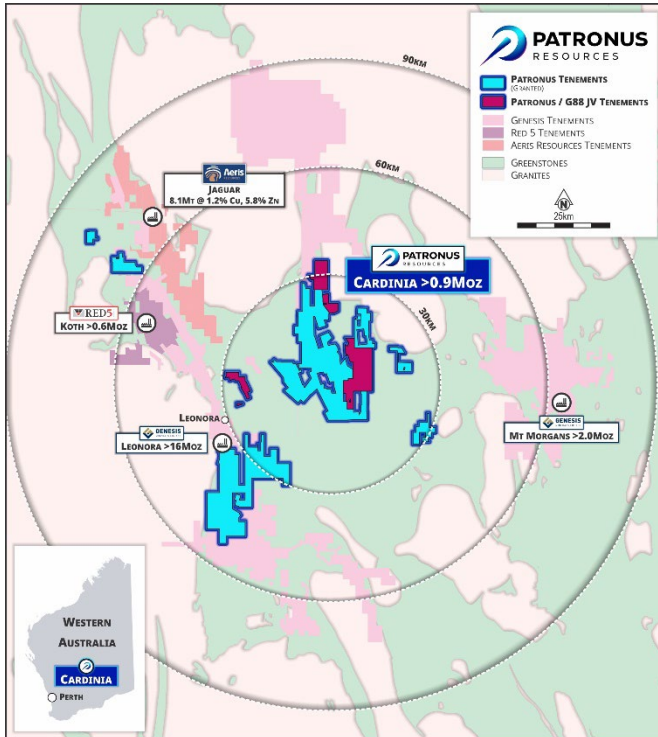 90KM
PATRONUS
RESOURCES
PATRONUS TENEMENTS
(GRANTED)
PATRONUS / G88 JV TENEMENTS
GENESIS TENEMENTS
RED 5 TENEMENTS
AERIS RESOURCES TENEMENTS
GREENSTONES
GRANITES
N
25km
60KM
Aeris
JAGUAR
8.1MT @ 1.2% CU, 5.8% ZN
PATRONUS
RESOURCES
CARDINIA >0.9MOZ
30KM
RED5
KOTH >0.6MOZ
LEONORA
GENESIS
LEONORA >16MOZ
GENESIS
MT MORGANS >2.0MOZ
WESTERN
AUSTRALIA
CARDINIA
PERTH